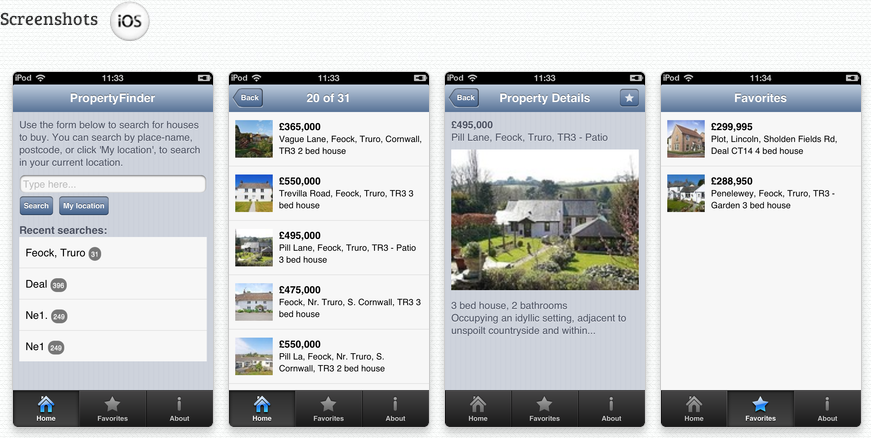 Screenshots iOS
iPod 11:33
PropertyFinder
Use the form below to search for houses
to buy. You can search by place-name,
postcode, or click 'My location', to search
in your current location.
Type here...
Search My location
Recent searches:
Feock, Truro 31
Deal 396
Ne1. 249
Ne1 249
Home Favorites About
iPod 11:33
Back 20 of 31
£365,000
Vague Lane, Feock, Truro, Cornwall,
TR3 2 bed house
£550,000
Trevilla Road, Feock, Truro, TR3 3
bed house
£495,000
Pill Lane, Feock, Truro, TR3 - Patio
3 bed house
£475,000
Feock, Nr. Truro, S. Cornwall, TR3 3
bed house
£550,000
Pill La, Feock, Nr. Truro, S.
Cornwall, TR3 2 bed house
Home Favorites About
iPod 11:33
Back Property Details
£495,000
Pill Lane, Feock, Truro, TR3 - Patio
3 bed house, 2 bathrooms
Occupying an idyllic setting, adjacent to
unspoilt countryside and within...
Home Favorites About
iPod 11:34
Favorites
£299,995
Plot, Lincoln, Sholden Fields Rd,
Deal CT14 4 bed house
£288,950
Penelewey, Feock, Truro, TR3 -
Garden 3 bed house
Home Favorites About